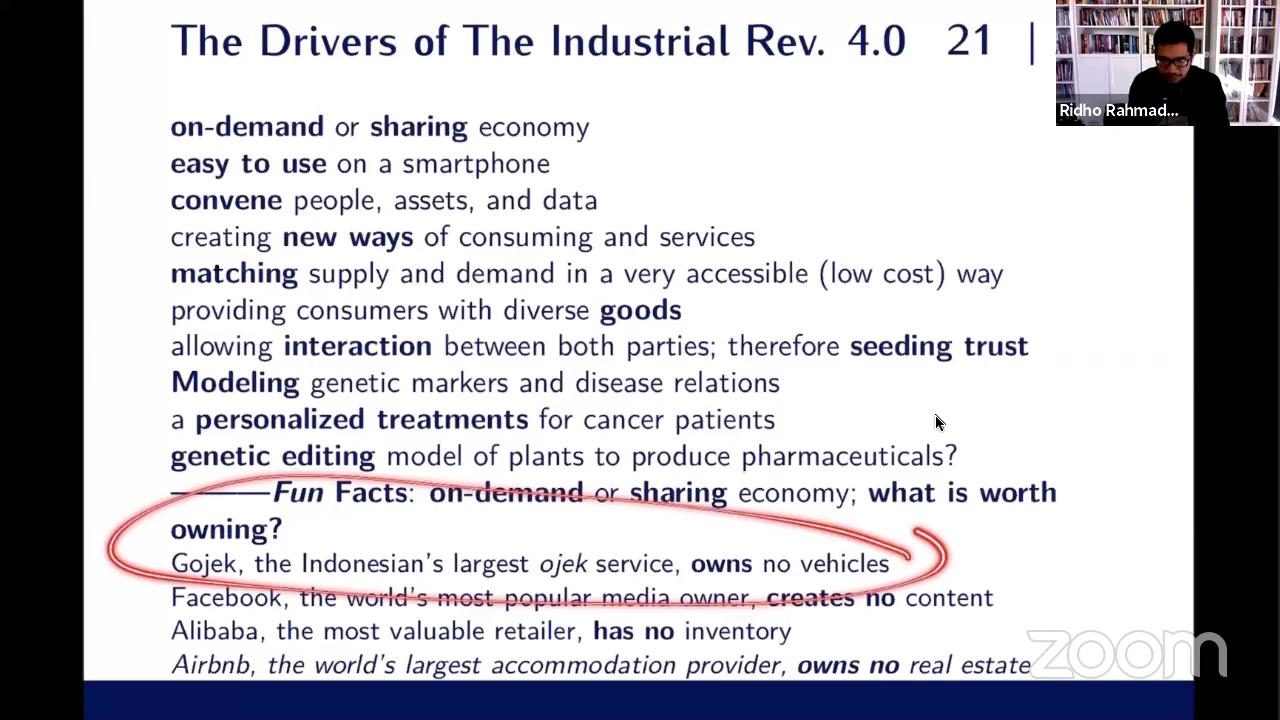 The Drivers of The Industrial Rev. 4.0 21 |
Ridho Rahmad...
on-demand or sharing economy
easy to use on a smartphone
convene people, assets, and data
creating new ways of consuming and services
matching supply and demand in a very accessible (low cost) way
providing consumers with diverse goods
allowing interaction between both parties; therefore seeding trust
Modeling genetic markers and disease relations
a personalized treatments for cancer patients
genetic editing model of plants to produce pharmaceuticals?
———Fun Facts: on-demand or sharing economy; what is worth
owning?
Gojek, the Indonesian's largest ojek service, owns no vehicles
Facebook, the world's most popular media owner, creates no content
Alibaba, the most valuable retailer, has no inventory
Airbnb, the world's largest accommodation provider, owns no real estate
zoom